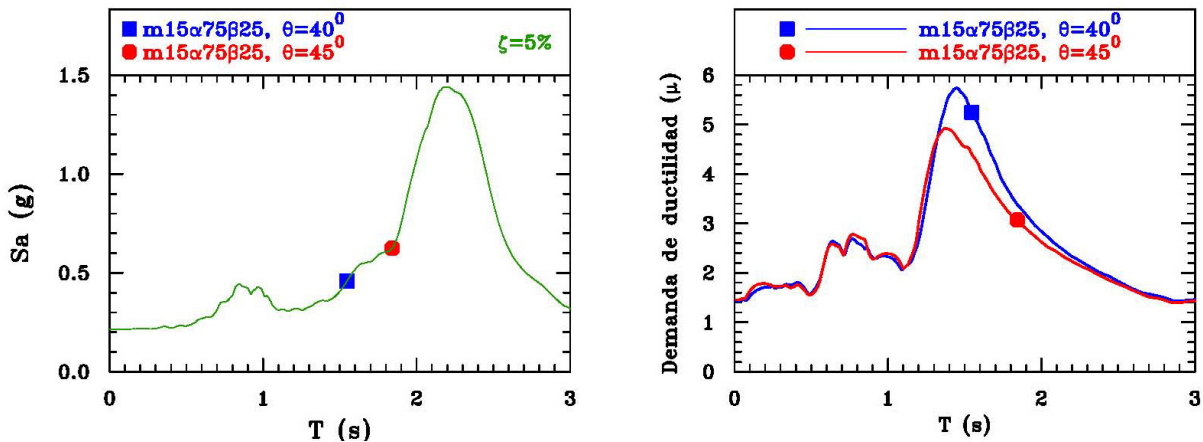 m15α75β25, θ=40⁰
m15α75β25, θ=45⁰
ζ=5%
1.5
1.0
0.5
0.0
Sa (g)
0 1 2 3
T (s)
m15α75β25, θ=40⁰
m15α75β25, θ=45⁰
6
5
4
3
2
1
0
Demanda de ductilidad (μ)
0 1 2 3
T (s)